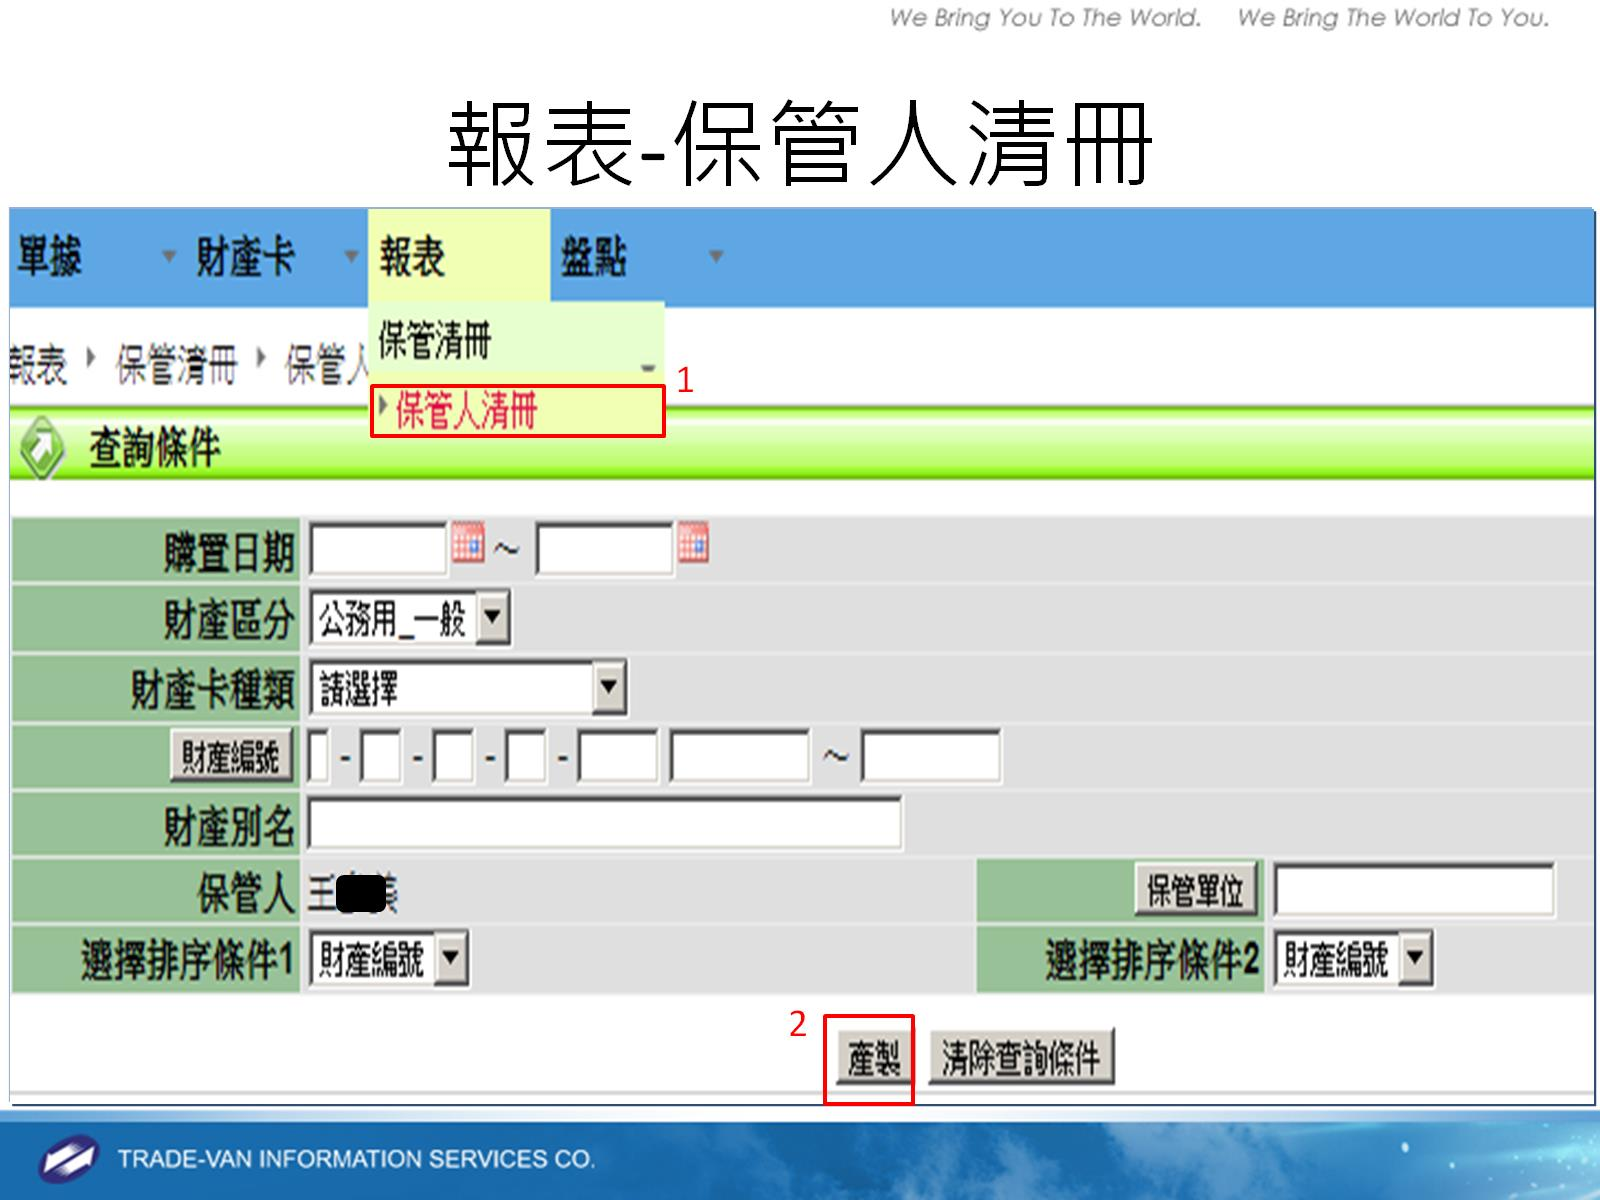 We Bring You To The World.    We Bring The World To You.
報表-保管人清冊
單據 財產卡 報表 盤點
保管清冊
報表 保管清冊 保管人
保管人清冊 1
查詢條件
購置日期 ~
財產區分 公務用_一般
財產卡種類 請選擇
財產編號 - - - - ~
財產別名
保管人 王 保管單位
選擇排序條件1 財產編號 選擇排序條件2 財產編號
2 產製 清除查詢條件
TRADE-VAN INFORMATION SERVICES CO.